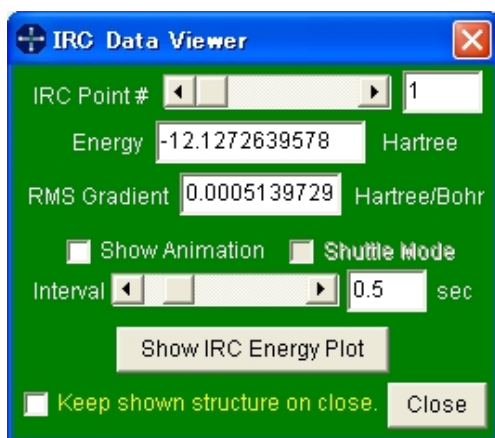 IRC Data Viewer
IRC Point # 1
Energy -12.1272639578 Hartree
RMS Gradient 0.0005139729 Hartree/Bohr
Show Animation Shuttle Mode
Interval 0.5 sec
Show IRC Energy Plot
Keep shown structure on close. Close